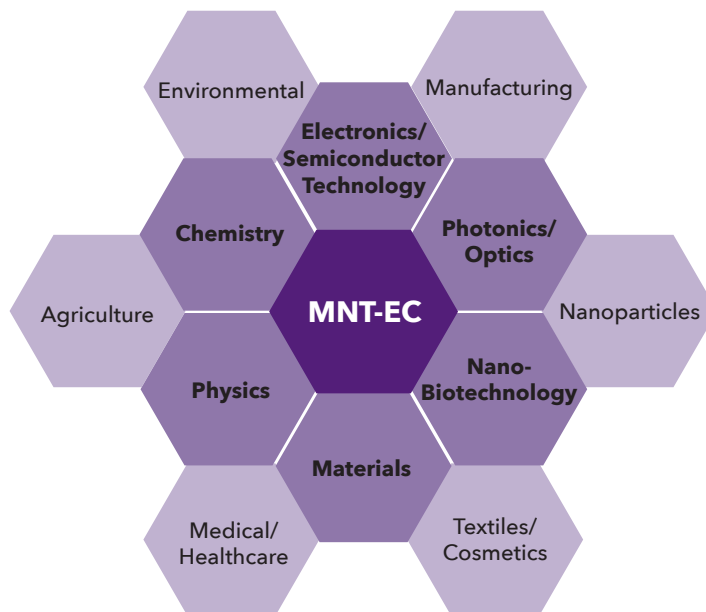 Environmental
Manufacturing
Electronics/
Semiconductor
Technology
Chemistry
Photonics/
Optics
Agriculture
MNT-EC
Nanoparticles
Physics
Nano-
Biotechnology
Materials
Medical/
Healthcare
Textiles/
Cosmetics